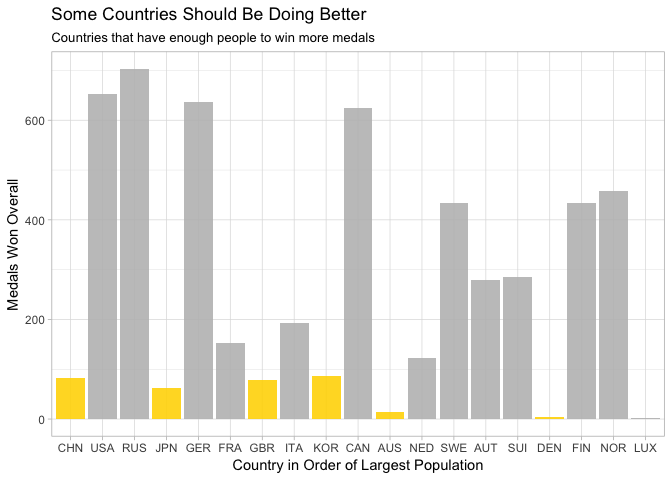 Some Countries Should Be Doing Better
Countries that have enough people to win more medals
Medals Won Overall
600
400
200
0
CHN USA RUS JPN GER FRA GBR ITA KOR CAN AUS NED SWE AUT SUI DEN FIN NOR LUX
Country in Order of Largest Population